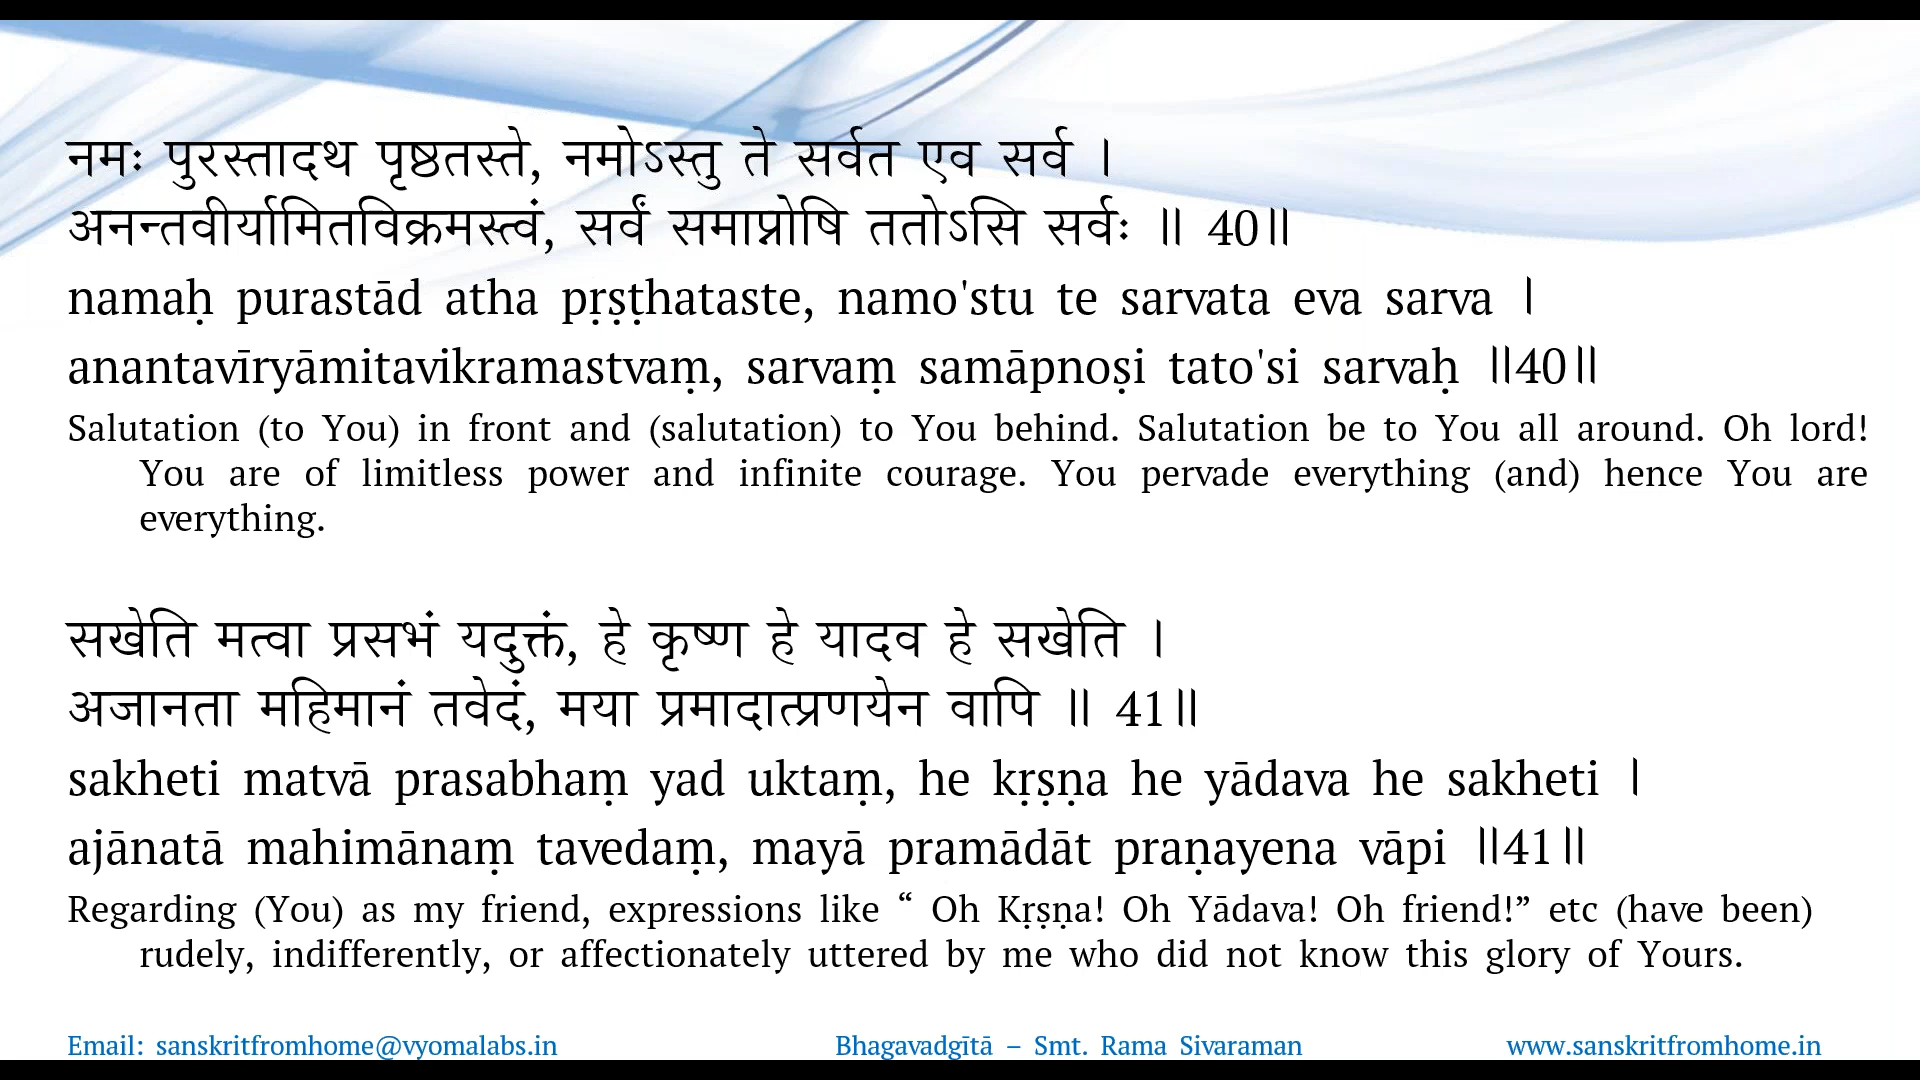 नमः पुरस्तादथ पृष्ठतस्ते, नमोऽस्तु ते सर्वत एव सर्व ।
अनन्तवीर्यामितविक्रमस्त्वं, सर्वं समाप्नोषि ततोऽसि सर्वः ॥ 40॥
namaḥ purastād atha pṛṣṭhataste, namo'stu te sarvata eva sarva ।
anantavīryāmitavikramastvaṃ, sarvaṃ samāpnoṣi tato'si sarvaḥ ॥40॥
Salutation (to You) in front and (salutation) to You behind. Salutation be to You all around. Oh lord!
You are of limitless power and infinite courage. You pervade everything (and) hence You are
everything.
सखेति मत्वा प्रसभं यदुक्तं, हे कृष्ण हे यादव हे सखेति ।
अजानता महिमानं तवेदं, मया प्रमादात्प्रणयेन वापि ॥ 41॥
sakheti matvā prasabhaṃ yad uktaṃ, he kṛṣṇa he yādava he sakheti ।
ajānatā mahimānaṃ tavedaṃ, mayā pramādāt praṇayena vāpi ॥41॥
Regarding (You) as my friend, expressions like “ Oh Kṛṣṇa! Oh Yādava! Oh friend!” etc (have been)
rudely, indifferently, or affectionately uttered by me who did not know this glory of Yours.
Email: sanskritfromhome@vyomalabs.in Bhagavadgītā – Smt. Rama Sivaraman www.sanskritfromhome.in